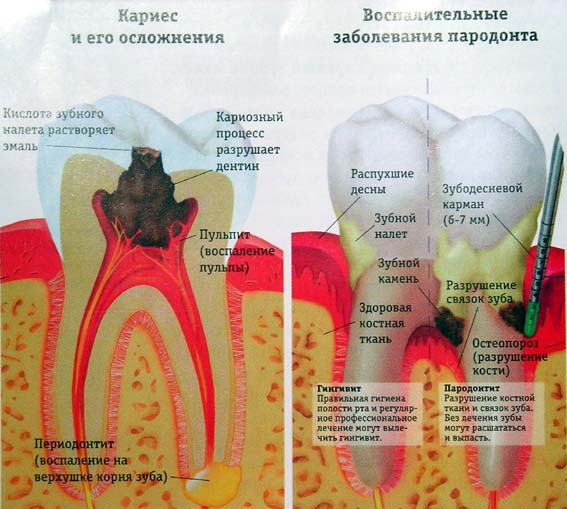 Кариес
и его осложнения
Кислота зубного
налета растворяет
эмаль
Кариозный
процесс
разрушает
дентин
Пульпит
(воспаление
пульпы)
Периодонтит
(воспаление на
верхушке корня зуба)
Воспалительные
заболевания пародонта
Распухшие
десны
Зубной
налет
Зубодесневой
карман
(6-7 мм)
Зубной
камень
Разрушение
связок зуба
Здоровая
костная
ткань
Остеопороз
(разрушение
кости)
Гингивит
Правильная гигиена
полости рта и регуляр-
ное профессиональное
лечение могут выле-
чить гингивит.
Пародонтит
Разрушение костной
ткани и связок зуба.
Без лечения зубы
могут расшататься
и выпасть.